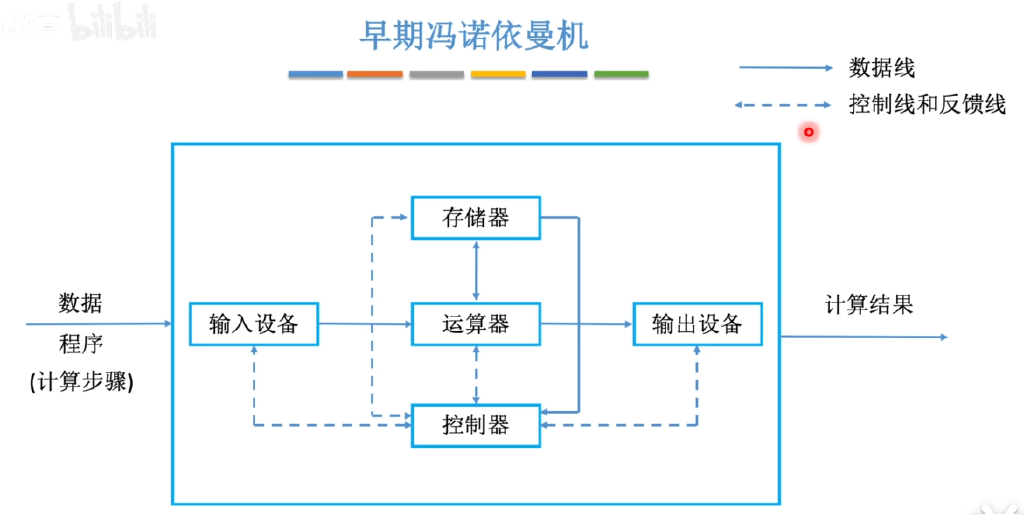 bilibili
早期冯诺依曼机
数据线
控制线和反馈线
存储器
数据
输入设备
运算器
输出设备
计算结果
程序
(计算步骤)
控制器